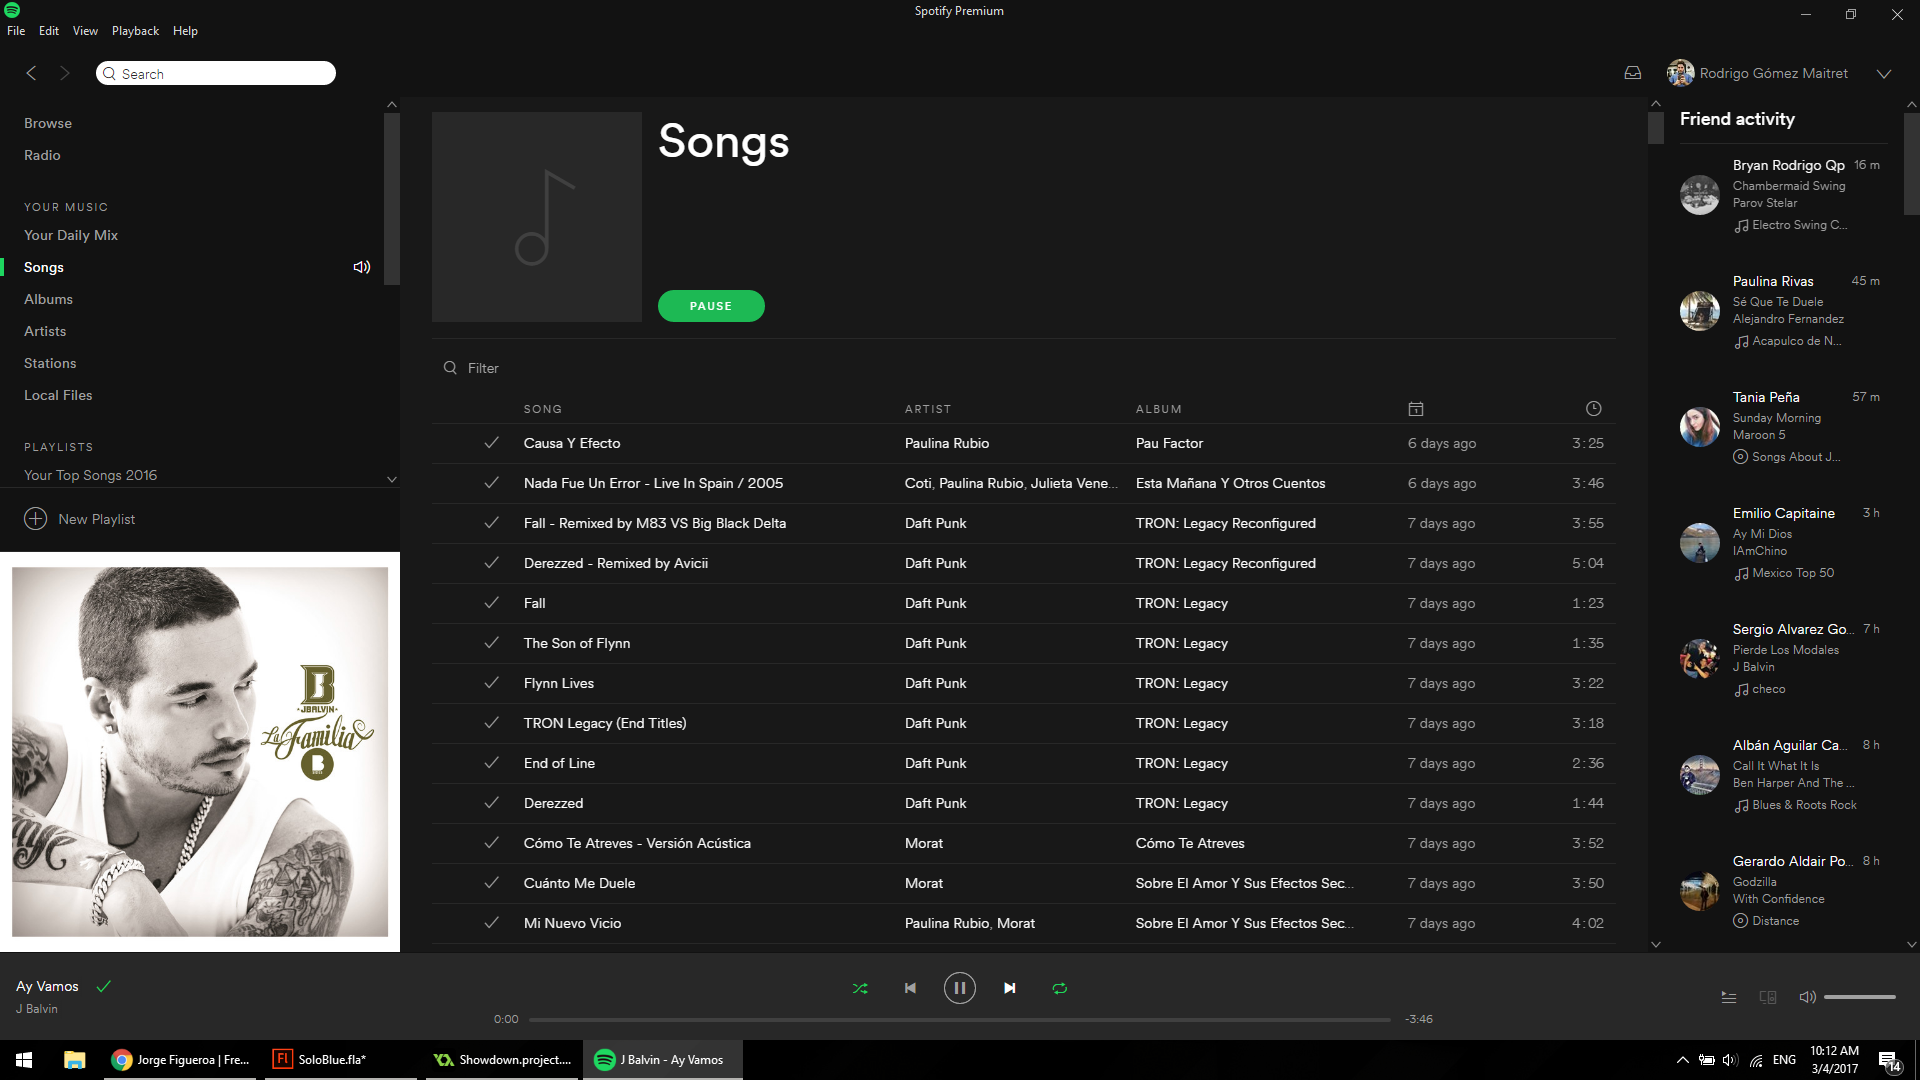 Spotify Premium
File Edit View Playback Help
Search
Rodrigo Gómez Maitret
Browse
Radio
YOUR MUSIC
Your Daily Mix
Songs
Albums
Artists
Stations
Local Files
PLAYLISTS
Your Top Songs 2016
New Playlist
JBALVIN
La Familia
B
Songs
PAUSE
Filter
SONG ARTIST ALBUM
Causa Y Efecto Paulina Rubio Pau Factor 6 days ago 3:25
Nada Fue Un Error - Live In Spain / 2005 Coti, Paulina Rubio, Julieta Vene... Esta Mañana Y Otros Cuentos 6 days ago 3:46
Fall - Remixed by M83 VS Big Black Delta Daft Punk TRON: Legacy Reconfigured 7 days ago 3:55
Derezzed - Remixed by Avicii Daft Punk TRON: Legacy Reconfigured 7 days ago 5:04
Fall Daft Punk TRON: Legacy 7 days ago 1:23
The Son of Flynn Daft Punk TRON: Legacy 7 days ago 1:35
Flynn Lives Daft Punk TRON: Legacy 7 days ago 3:22
TRON Legacy (End Titles) Daft Punk TRON: Legacy 7 days ago 3:18
End of Line Daft Punk TRON: Legacy 7 days ago 2:36
Derezzed Daft Punk TRON: Legacy 7 days ago 1:44
Cómo Te Atreves - Versión Acústica Morat Cómo Te Atreves 7 days ago 3:52
Cuánto Me Duele Morat Sobre El Amor Y Sus Efectos Sec... 7 days ago 3:50
Mi Nuevo Vicio Paulina Rubio, Morat Sobre El Amor Y Sus Efectos Sec... 7 days ago 4:02
Friend activity
Bryan Rodrigo Qp 16 m
Chambermaid Swing
Parov Stelar
Electro Swing C...
Paulina Rivas 45 m
Sé Que Te Duele
Alejandro Fernandez
Acapulco de N...
Tania Peña 57 m
Sunday Morning
Maroon 5
Songs About J...
Emilio Capitaine 3 h
Ay Mi Dios
IAmChino
Mexico Top 50
Sergio Alvarez Go... 7 h
Pierde Los Modales
J Balvin
checo
Albán Aguilar Ca... 8 h
Call It What It Is
Ben Harper And The ...
Blues & Roots Rock
Gerardo Aldair Po... 8 h
Godzilla
With Confidence
Distance
Ay Vamos
J Balvin
0:00 -3:46
Jorge Figueroa | Fre...
Fl SoloBlue.fla*
Showdown.project....
J Balvin - Ay Vamos
ENG
10:12 AM
3/4/2017
14